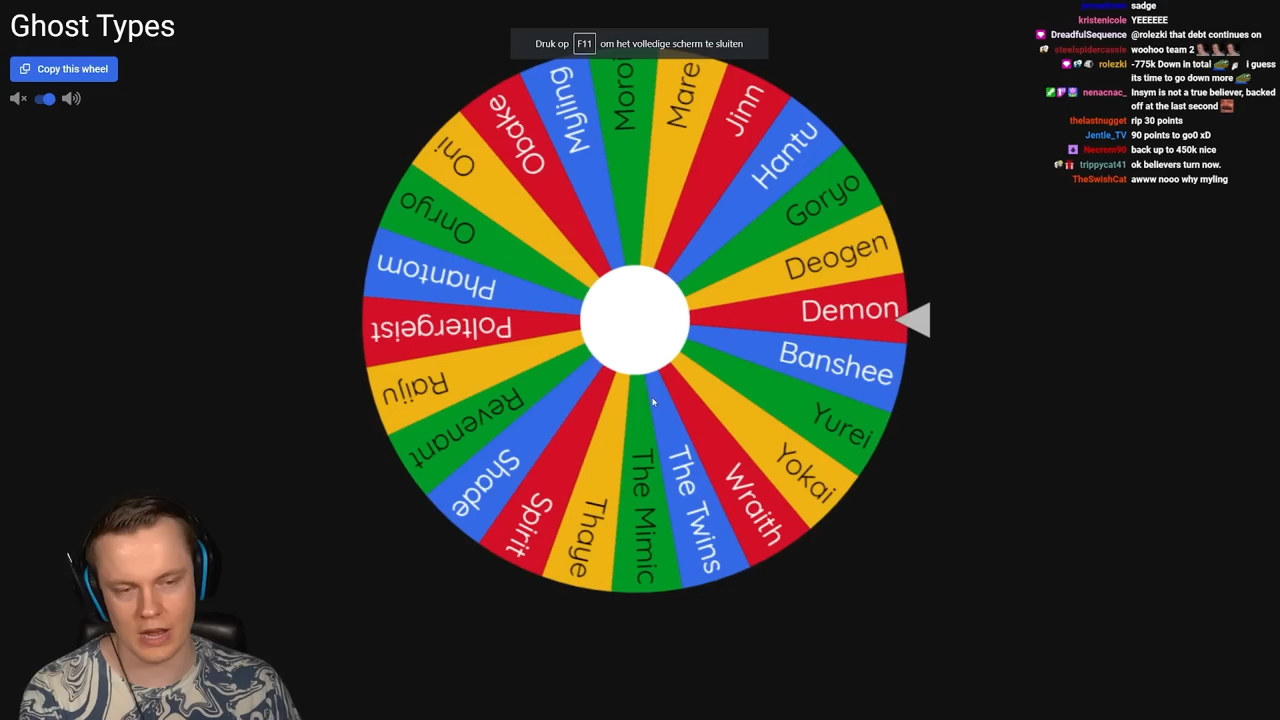 Ghost Types
Copy this wheel
Druk op F11 om het volledige scherm te sluiten
Moroi
Mare
Jinn
Hantu
Goryo
Deogen
Demon
Banshee
Yurei
Yokai
Wraith
The Twins
The Mimic
Thaye
Spirit
Shade
Revenant
Raiju
Poltergeist
Phantom
Onryo
Oni
Obake
Myling
sadge
kristenicole YEEEEEE
DreadfulSequence @rolezki that debt continues on
steelspidercassie woohoo team 2
rolezki -775k Down in total i guess
its time to go down more
nenacnac_ Insym is not a true believer, backed
off at the last second
thelastnugget rip 30 points
Jentle_TV 90 points to go0 xD
Necrom90 back up to 450k nice
trippycat41 ok believers turn now.
TheSwishCat awww nooo why myling